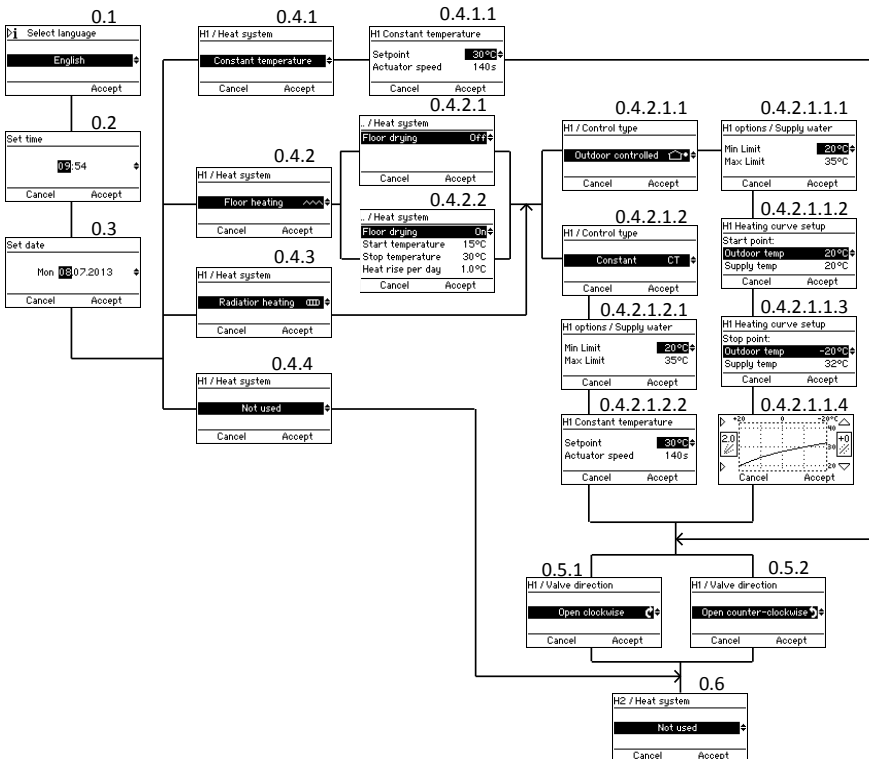 0.1
Select language
English
Accept
0.2
Set time
09:54
Cancel Accept
0.3
Set date
Mon 08.07.2013
Cancel Accept
0.4.1
H1 / Heat system
Constant temperature
Cancel Accept
0.4.1.1
H1 Constant temperature
Setpoint 30°C
Actuator speed 140s
Cancel Accept
0.4.2
H1 / Heat system
Floor heating
Cancel Accept
0.4.2.1
.. / Heat system
Floor drying Off
Cancel Accept
0.4.2.2
.. / Heat system
Floor drying On
Start temperature 15°C
Stop temperature 30°C
Heat rise per day 1.0°C
Cancel Accept
0.4.3
H1 / Heat system
Radiatior heating
Cancel Accept
0.4.4
H1 / Heat system
Not used
Cancel Accept
0.4.2.1.1
H1 / Control type
Outdoor controlled
Cancel Accept
0.4.2.1.2
H1 / Control type
Constant CT
Cancel Accept
0.4.2.1.2.1
H1 options / Supply water
Min Limit 20°C
Max Limit 35°C
Cancel Accept
0.4.2.1.2.2
H1 Constant temperature
Setpoint 30°C
Actuator speed 140s
Cancel Accept
0.4.2.1.1.1
H1 options / Supply water
Min Limit 20°C
Max Limit 35°C
Cancel Accept
0.4.2.1.1.2
H1 Heating curve setup
Start point:
Outdoor temp 20°C
Supply temp 20°C
Cancel Accept
0.4.2.1.1.3
H1 Heating curve setup
Stop point:
Outdoor temp -20°C
Supply temp 32°C
Cancel Accept
0.4.2.1.1.4
+20 0 -20°C
40
2.0 30 +0
20
Cancel Accept
0.5.1
H1 / Valve direction
Open clockwise
Cancel Accept
0.5.2
H1 / Valve direction
Open counter-clockwise
Cancel Accept
0.6
H2 / Heat system
Not used
Cancel Accept